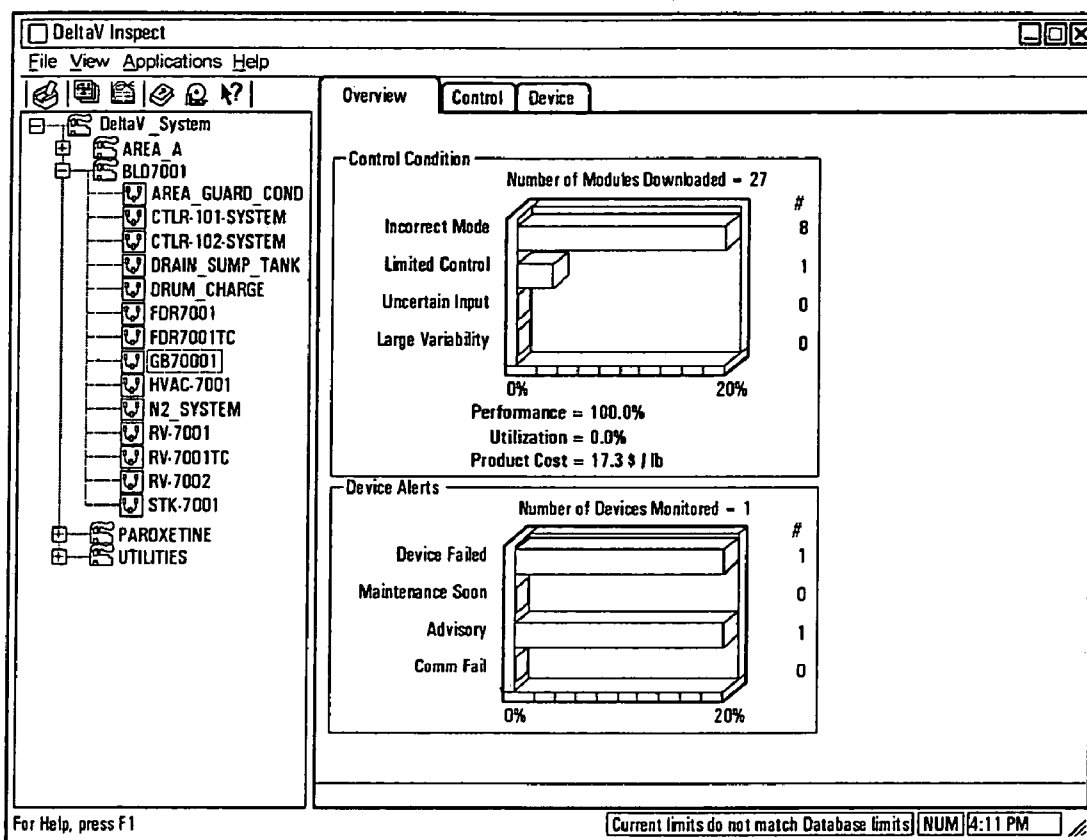 DeltaV Inspect
File View Applications Help
DeltaV_System
AREA_A
BLD7001
AREA_GUARD_COND
CTLR-101-SYSTEM
CTLR-102-SYSTEM
DRAIN_SUMP_TANK
DRUM_CHARGE
FDR7001
FDR7001TC
GB70001
HVAC-7001
N2_SYSTEM
RV-7001
RV-7001TC
RV-7002
STK-7001
PAROXETINE
UTILITIES
Overview Control Device
Control Condition
Number of Modules Downloaded = 27
#
Incorrect Mode 8
Limited Control 1
Uncertain Input 0
Large Variability 0
0% 20%
Performance = 100.0%
Utilization = 0.0%
Product Cost = 17.3 $ / lb
Device Alerts
Number of Devices Monitored = 1
#
Device Failed 1
Maintenance Soon 0
Advisory 1
Comm Fail 0
0% 20%
For Help, press F1
Current limits do not match Database limits NUM 4:11 PM